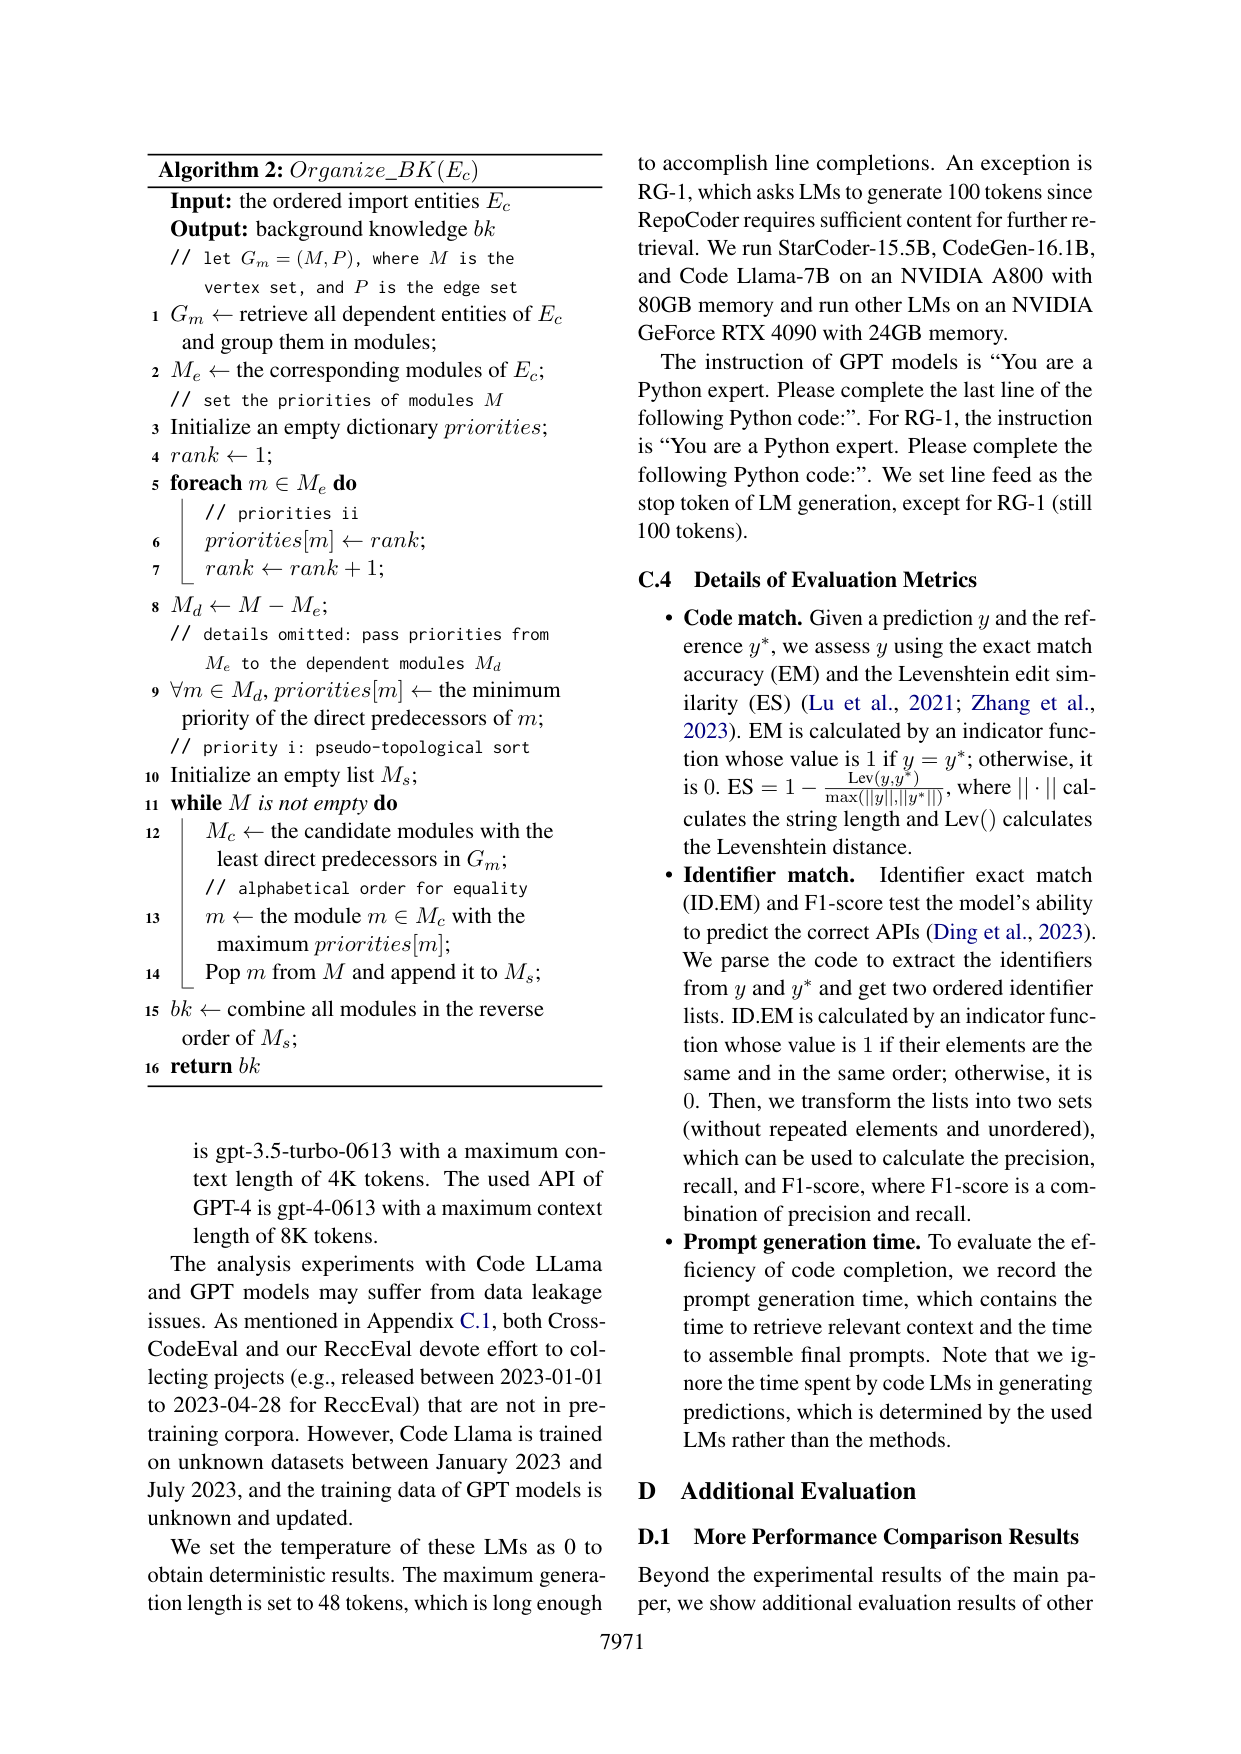 Algorithm 2: Organize_BK(E_c)
Input: the ordered import entities E_c
Output: background knowledge bk
// let G_m = (M, P), where M is the
vertex set, and P is the edge set
1 G_m ← retrieve all dependent entities of E_c
and group them in modules;
2 M_e ← the corresponding modules of E_c;
// set the priorities of modules M
3 Initialize an empty dictionary priorities;
4 rank ← 1;
5 foreach m ∈ M_e do
// priorities ii
6 priorities[m] ← rank;
7 rank ← rank + 1;
8 M_d ← M − M_e;
// details omitted: pass priorities from
M_e to the dependent modules M_d
9 ∀m ∈ M_d, priorities[m] ← the minimum
priority of the direct predecessors of m;
// priority i: pseudo-topological sort
10 Initialize an empty list M_s;
11 while M is not empty do
12 M_c ← the candidate modules with the
least direct predecessors in G_m;
// alphabetical order for equality
13 m ← the module m ∈ M_c with the
maximum priorities[m];
14 Pop m from M and append it to M_s;
15 bk ← combine all modules in the reverse
order of M_s;
16 return bk
is gpt-3.5-turbo-0613 with a maximum con-
text length of 4K tokens. The used API of
GPT-4 is gpt-4-0613 with a maximum context
length of 8K tokens.
The analysis experiments with Code LLama
and GPT models may suffer from data leakage
issues. As mentioned in Appendix C.1, both Cross-
CodeEval and our ReccEval devote effort to col-
lecting projects (e.g., released between 2023-01-01
to 2023-04-28 for ReccEval) that are not in pre-
training corpora. However, Code Llama is trained
on unknown datasets between January 2023 and
July 2023, and the training data of GPT models is
unknown and updated.
We set the temperature of these LMs as 0 to
obtain deterministic results. The maximum genera-
tion length is set to 48 tokens, which is long enough
to accomplish line completions. An exception is
RG-1, which asks LMs to generate 100 tokens since
RepoCoder requires sufficient content for further re-
trieval. We run StarCoder-15.5B, CodeGen-16.1B,
and Code Llama-7B on an NVIDIA A800 with
80GB memory and run other LMs on an NVIDIA
GeForce RTX 4090 with 24GB memory.
The instruction of GPT models is “You are a
Python expert. Please complete the last line of the
following Python code:”. For RG-1, the instruction
is “You are a Python expert. Please complete the
following Python code:”. We set line feed as the
stop token of LM generation, except for RG-1 (still
100 tokens).
C.4 Details of Evaluation Metrics
• Code match. Given a prediction y and the ref-
erence y*, we assess y using the exact match
accuracy (EM) and the Levenshtein edit sim-
ilarity (ES) (Lu et al., 2021; Zhang et al.,
2023). EM is calculated by an indicator func-
tion whose value is 1 if y = y*; otherwise, it
is 0. ES = 1 − Lev(y,y*) / max(||y||,||y*||), where || · || cal-
culates the string length and Lev() calculates
the Levenshtein distance.
• Identifier match. Identifier exact match
(ID.EM) and F1-score test the model’s ability
to predict the correct APIs (Ding et al., 2023).
We parse the code to extract the identifiers
from y and y* and get two ordered identifier
lists. ID.EM is calculated by an indicator func-
tion whose value is 1 if their elements are the
same and in the same order; otherwise, it is
0. Then, we transform the lists into two sets
(without repeated elements and unordered),
which can be used to calculate the precision,
recall, and F1-score, where F1-score is a com-
bination of precision and recall.
• Prompt generation time. To evaluate the ef-
ficiency of code completion, we record the
prompt generation time, which contains the
time to retrieve relevant context and the time
to assemble final prompts. Note that we ig-
nore the time spent by code LMs in generating
predictions, which is determined by the used
LMs rather than the methods.
D Additional Evaluation
D.1 More Performance Comparison Results
Beyond the experimental results of the main pa-
per, we show additional evaluation results of other
7971